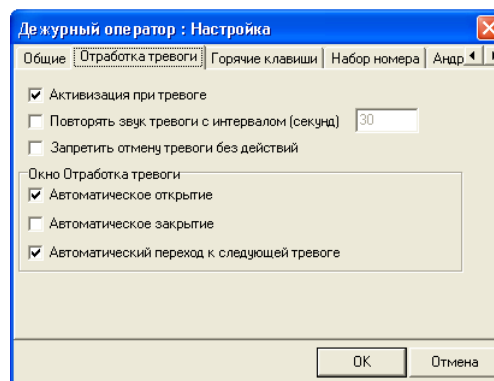 Дежурный оператор : Настройка
Общие Отработка тревоги Горячие клавиши Набор номера Андр
Активизация при тревоге
Повторять звук тревоги с интервалом (секунд) 30
Запретить отмену тревоги без действий
Окно Отработка тревоги
Автоматическое открытие
Автоматическое закрытие
Автоматический переход к следующей тревоге
OK Отмена